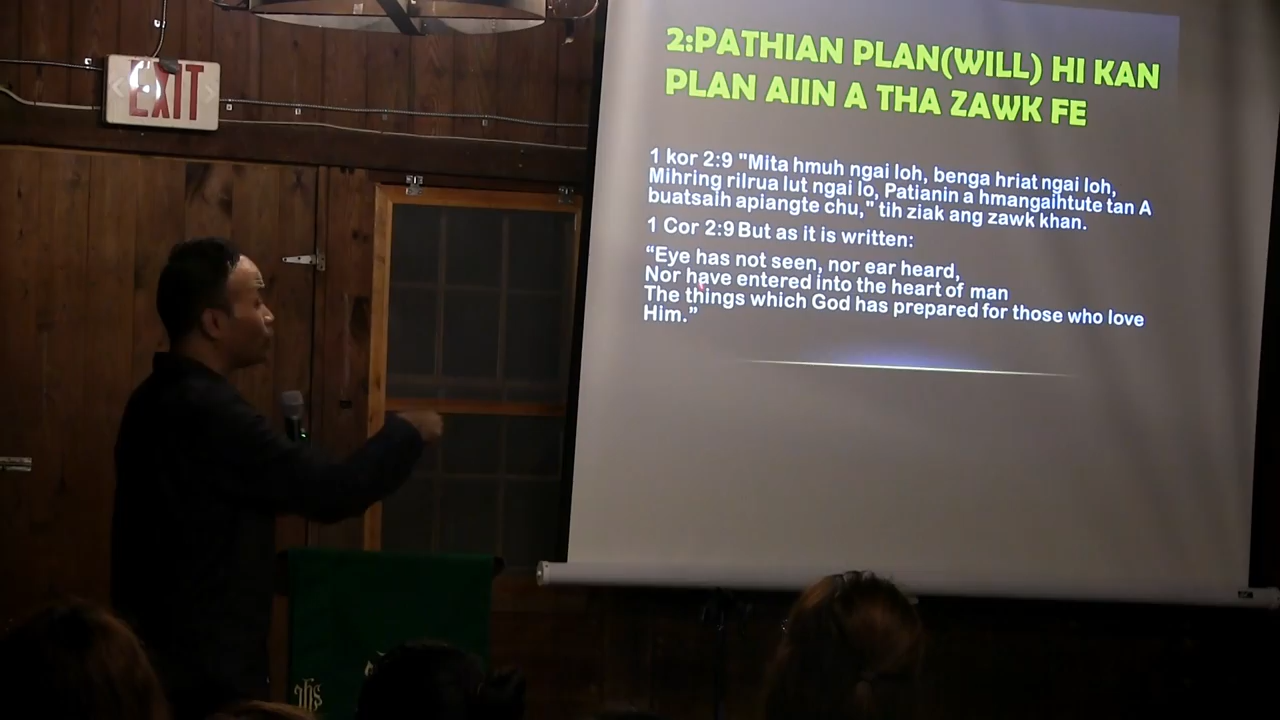 EXIT
2:PATHIAN PLAN(WILL) HI KAN
PLAN AIIN A THA ZAWK FE
1 kor 2:9 "Mita hmuh ngai loh, benga hriat ngai loh,
Mihring rilrua lut ngai lo, Patianin a hmangaihtute tan A
buatsaih apiangte chu," tih ziak ang zawk khan.
1 Cor 2:9 But as it is written:
“Eye has not seen, nor ear heard,
Nor have entered into the heart of man
The things which God has prepared for those who love
Him.”
ihs